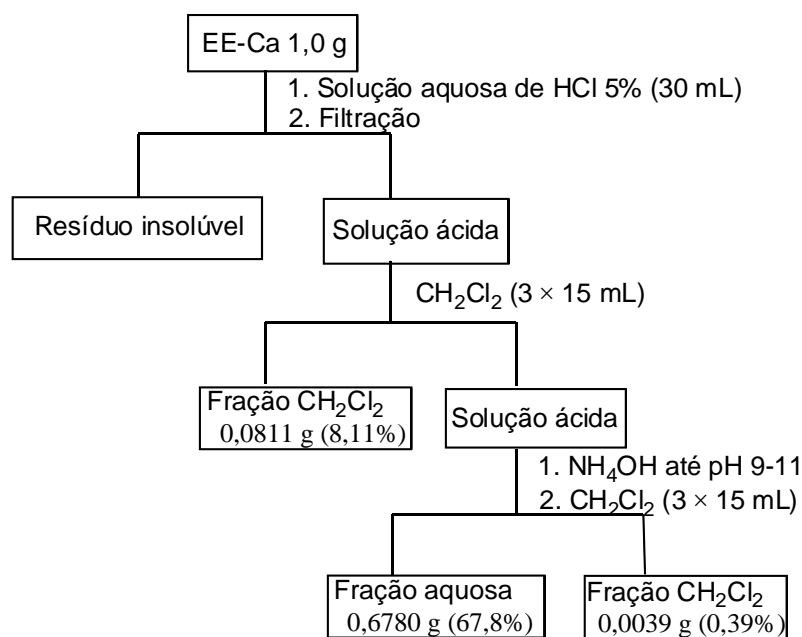 EE-Ca 1,0 g
1. Solução aquosa de HCl 5% (30 mL)
2. Filtração
Resíduo insolúvel
Solução ácida
CH₂Cl₂ (3 × 15 mL)
Fração CH₂Cl₂
0,0811 g (8,11%)
Solução ácida
1. NH₄OH até pH 9-11
2. CH₂Cl₂ (3 × 15 mL)
Fração aquosa
0,6780 g (67,8%)
Fração CH₂Cl₂
0,0039 g (0,39%)